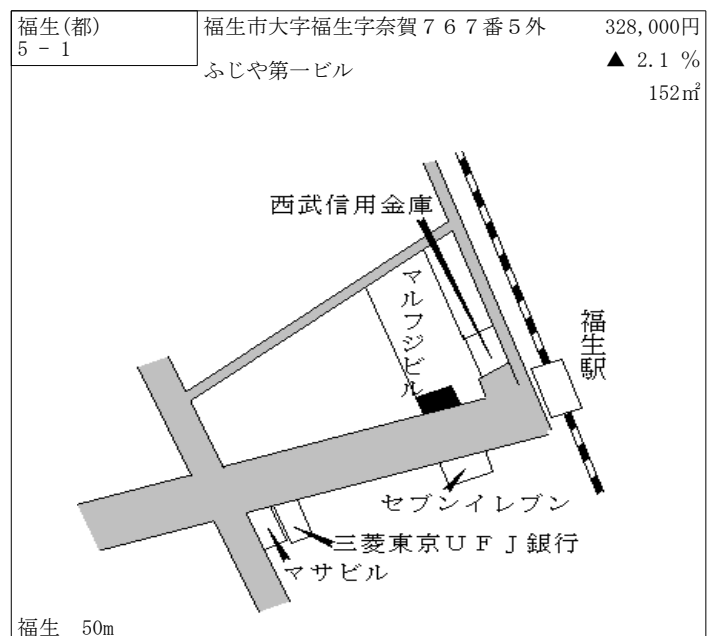 福生(都)
5 - 1
福生市大字福生字奈賀７６７番５外
ふじや第一ビル
328,000円
▲ 2.1 %
152㎡
西武信用金庫
マルフジビル
福生駅
セブンイレブン
三菱東京ＵＦＪ銀行
マサビル
福生 50m